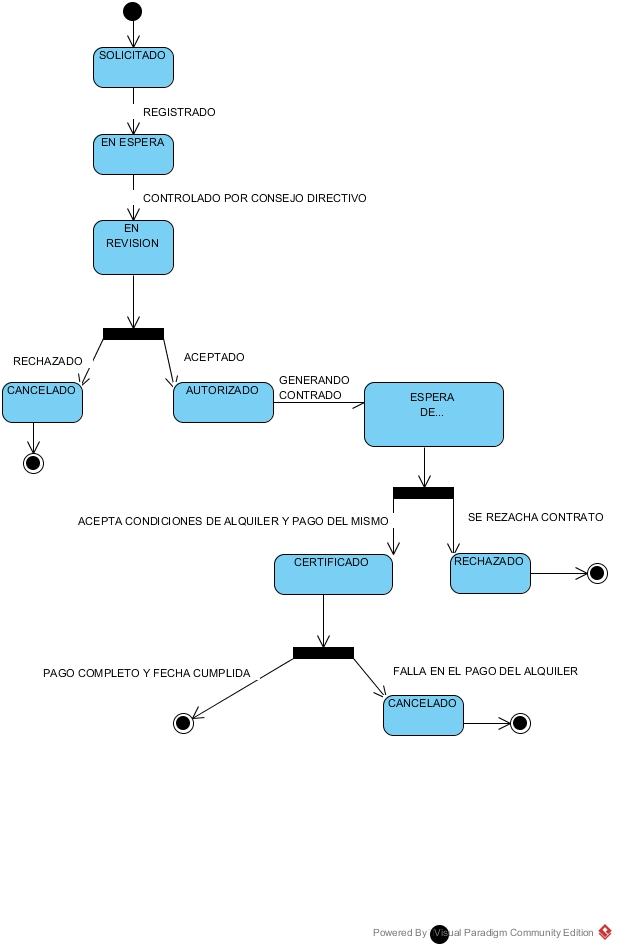 SOLICITADO
REGISTRADO
EN ESPERA
CONTROLADO POR CONSEJO DIRECTIVO
EN
REVISION
RECHAZADO
ACEPTADO
CANCELADO
AUTORIZADO
GENERANDO
CONTRADO
ESPERA
DE...
ACEPTA CONDICIONES DE ALQUILER Y PAGO DEL MISMO
SE REZACHA CONTRATO
CERTIFICADO
RECHAZADO
PAGO COMPLETO Y FECHA CUMPLIDA
FALLA EN EL PAGO DEL ALQUILER
CANCELADO
Powered By Visual Paradigm Community Edition